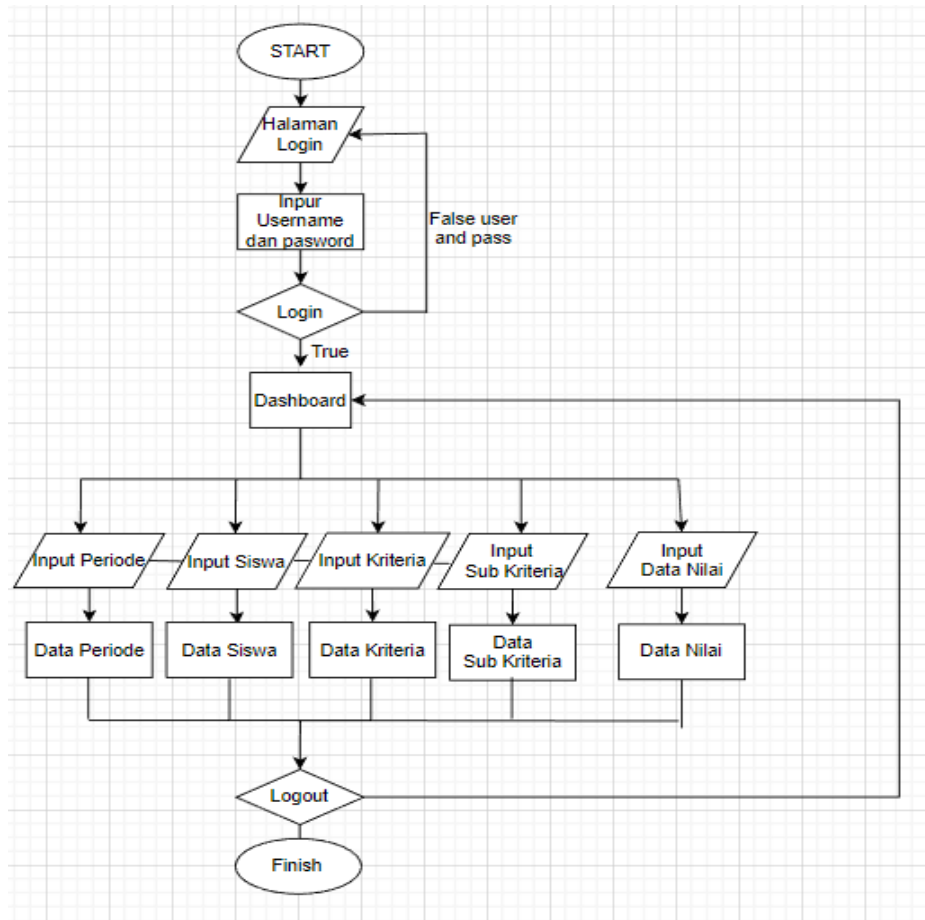 START
Halaman
Login
Inpur
Username
dan pasword
False user
and pass
Login
True
Dashboard
Input Periode
Input Siswa
Input Kriteria
Input
Sub Kriteria
Input
Data Nilai
Data Periode
Data Siswa
Data Kriteria
Data
Sub Kriteria
Data Nilai
Logout
Finish